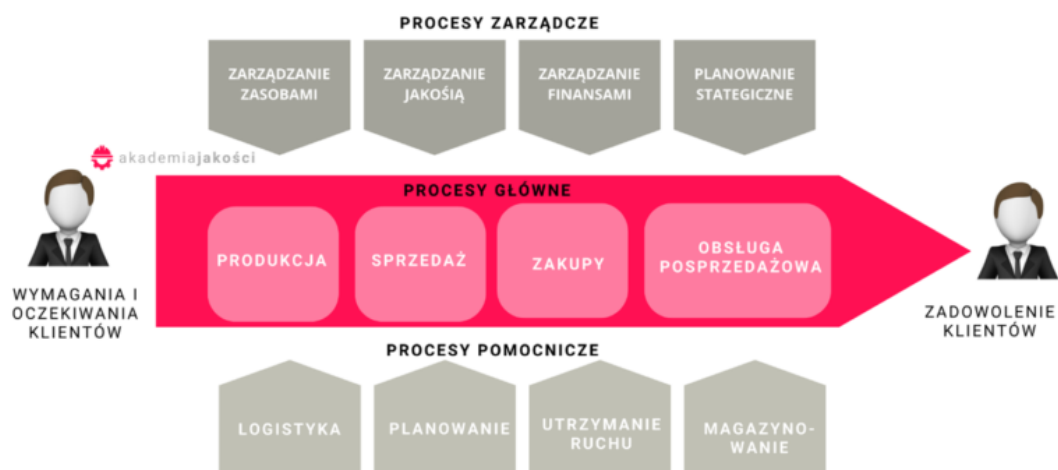 PROCESY ZARZĄDCZE
ZARZĄDZANIE
ZASOBAMI
ZARZĄDZANIE
JAKOŚIĄ
ZARZĄDZANIE
FINANSAMI
PLANOWANIE
STATEGICZNE
akademiajakości
PROCESY GŁÓWNE
PRODUKCJA
SPRZEDAŻ
ZAKUPY
OBSŁUGA
POSPRZEDAŻOWA
WYMAGANIA I
OCZEKIWANIA
KLIENTÓW
ZADOWOLENIE
KLIENTÓW
PROCESY POMOCNICZE
LOGISTYKA
PLANOWANIE
UTRZYMANIE
RUCHU
MAGAZYNO-
WANIE